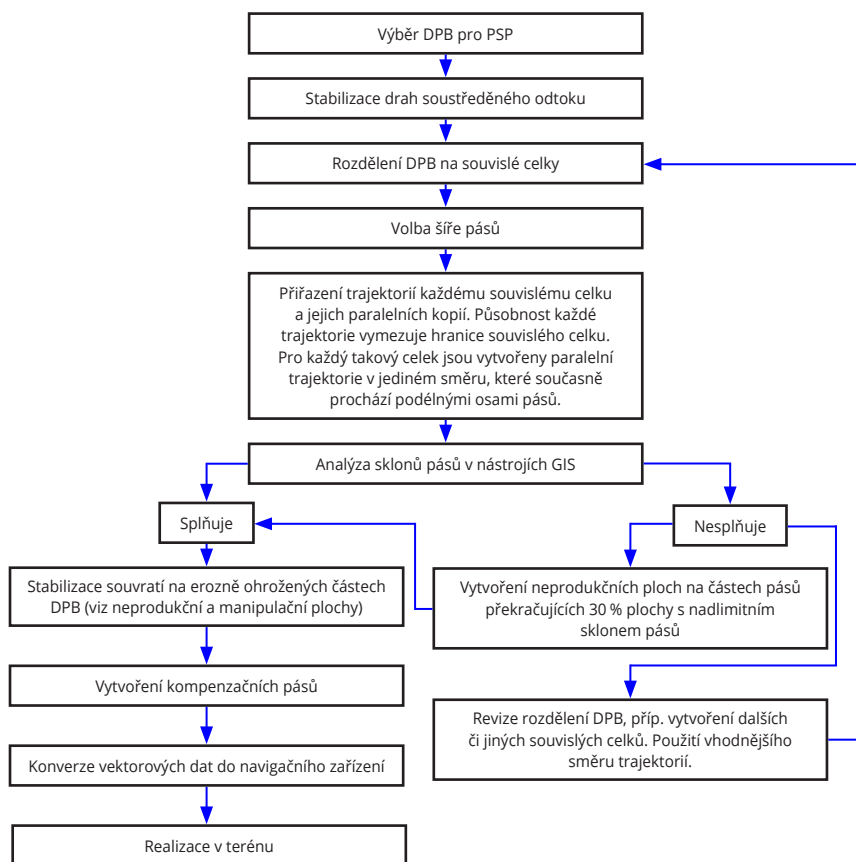 Výběr DPB pro PSP
Stabilizace drah soustředěného odtoku
Rozdělení DPB na souvislé celky
Volba šíře pásů
Přiřazení trajektorií každému souvislému celku
a jejich paralelních kopií. Působnost každé
trajektorie vymezuje hranice souvislého celku.
Pro každý takový celek jsou vytvořeny paralelní
trajektorie v jediném směru, které současně
prochází podélnými osami pásů.
Analýza sklonů pásů v nástrojích GIS
Splňuje
Nesplňuje
Stabilizace souvratí na erozně ohrožených částech
DPB (viz neprodukční a manipulační plochy)
Vytvoření neprodukčních ploch na částech pásů
překračujících 30 % plochy s nadlimitním
sklonem pásů
Vytvoření kompenzačních pásů
Revize rozdělení DPB, příp. vytvoření dalších
či jiných souvislých celků. Použití vhodnějšího
směru trajektorií.
Konverze vektorových dat do navigačního zařízení
Realizace v terénu